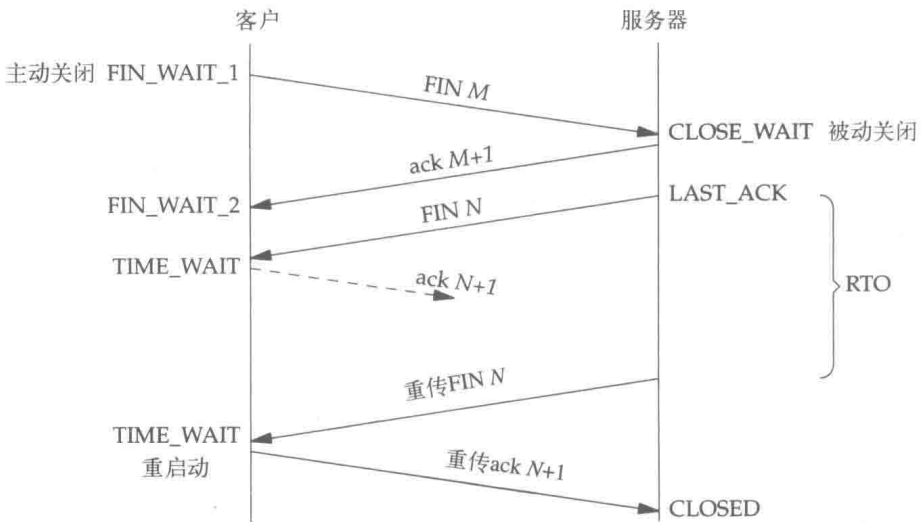 客户 服务器
主动关闭 FIN_WAIT_1
FIN M
CLOSE_WAIT 被动关闭
ack M+1
FIN_WAIT_2
LAST_ACK
FIN N
TIME_WAIT
ack N+1
RTO
重传FIN N
TIME_WAIT
重启动
重传ack N+1
CLOSED